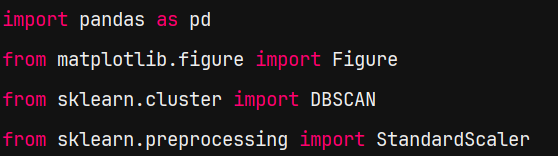 import pandas as pd
from matplotlib.figure import Figure
from sklearn.cluster import DBSCAN
from sklearn.preprocessing import StandardScaler